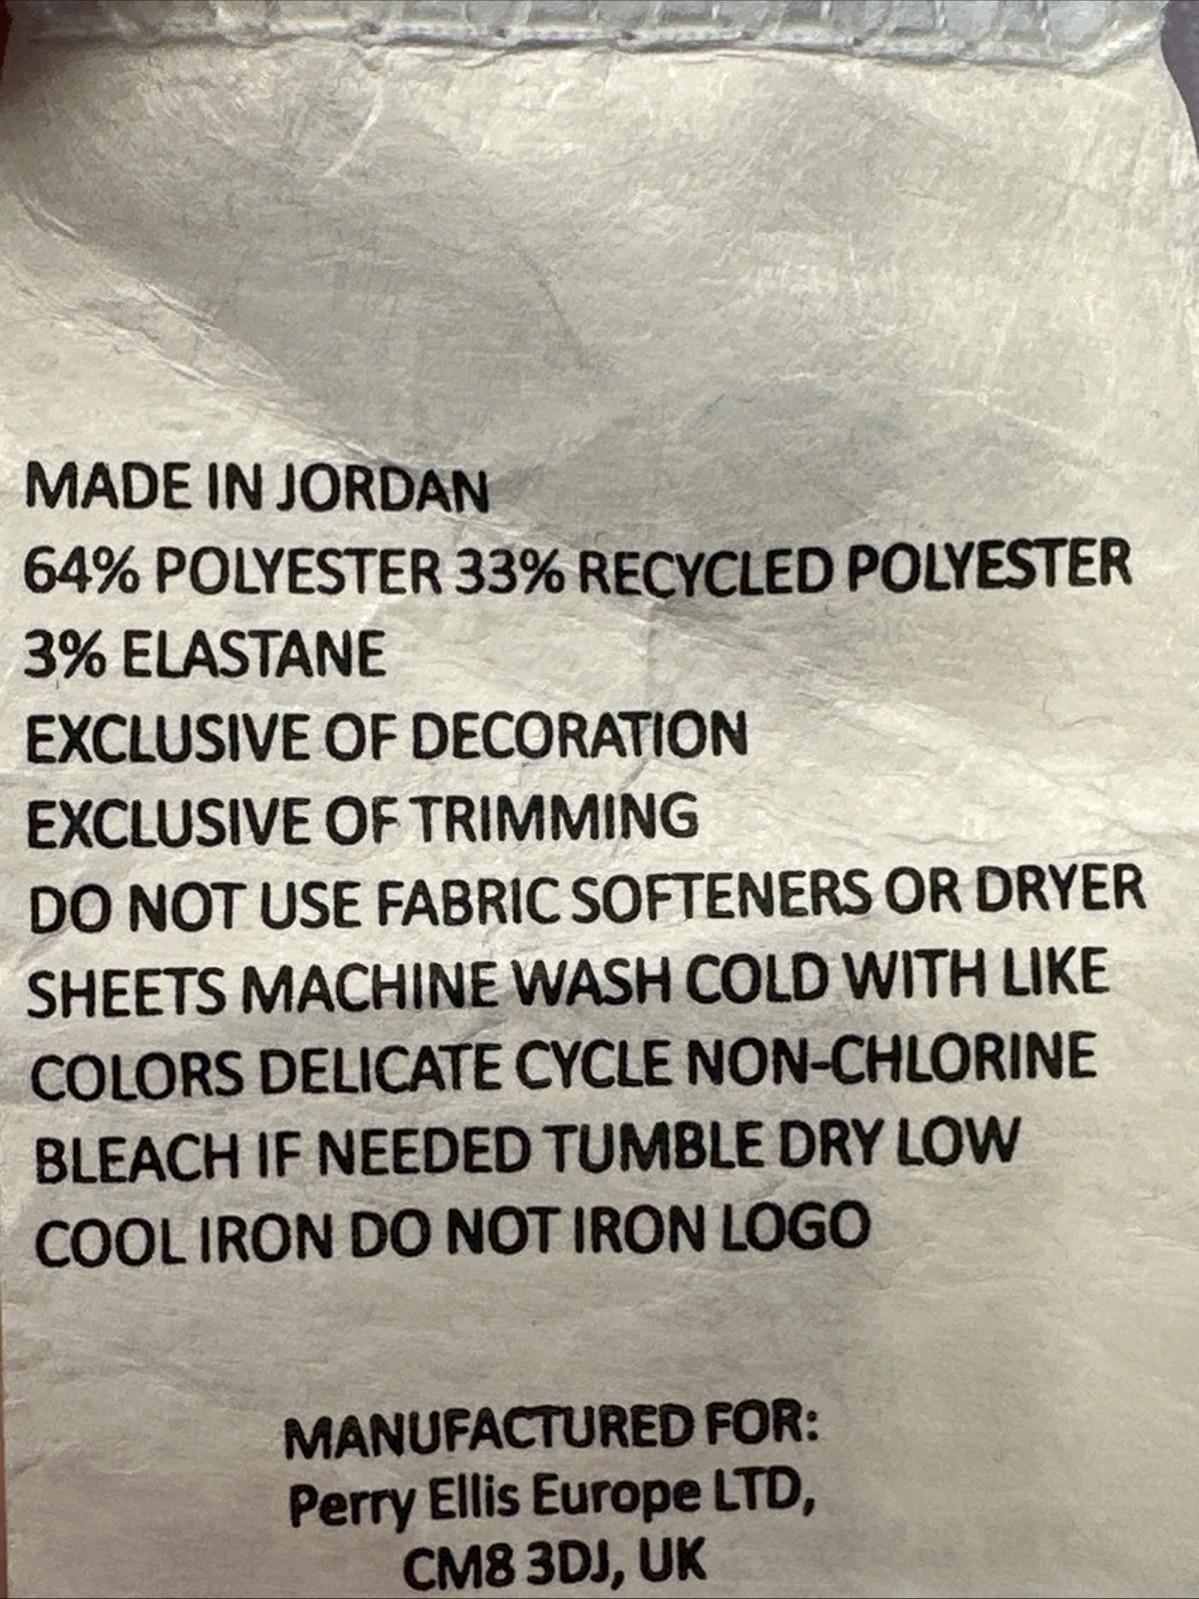 MADE IN JORDAN
64% POLYESTER 33% RECYCLED POLYESTER
3% ELASTANE
EXCLUSIVE OF DECORATION
EXCLUSIVE OF TRIMMING
DO NOT USE FABRIC SOFTENERS OR DRYER
SHEETS MACHINE WASH COLD WITH LIKE
COLORS DELICATE CYCLE NON-CHLORINE
BLEACH IF NEEDED TUMBLE DRY LOW
COOL IRON DO NOT IRON LOGO
MANUFACTURED FOR:
Perry Ellis Europe LTD,
CM8 3DJ, UK